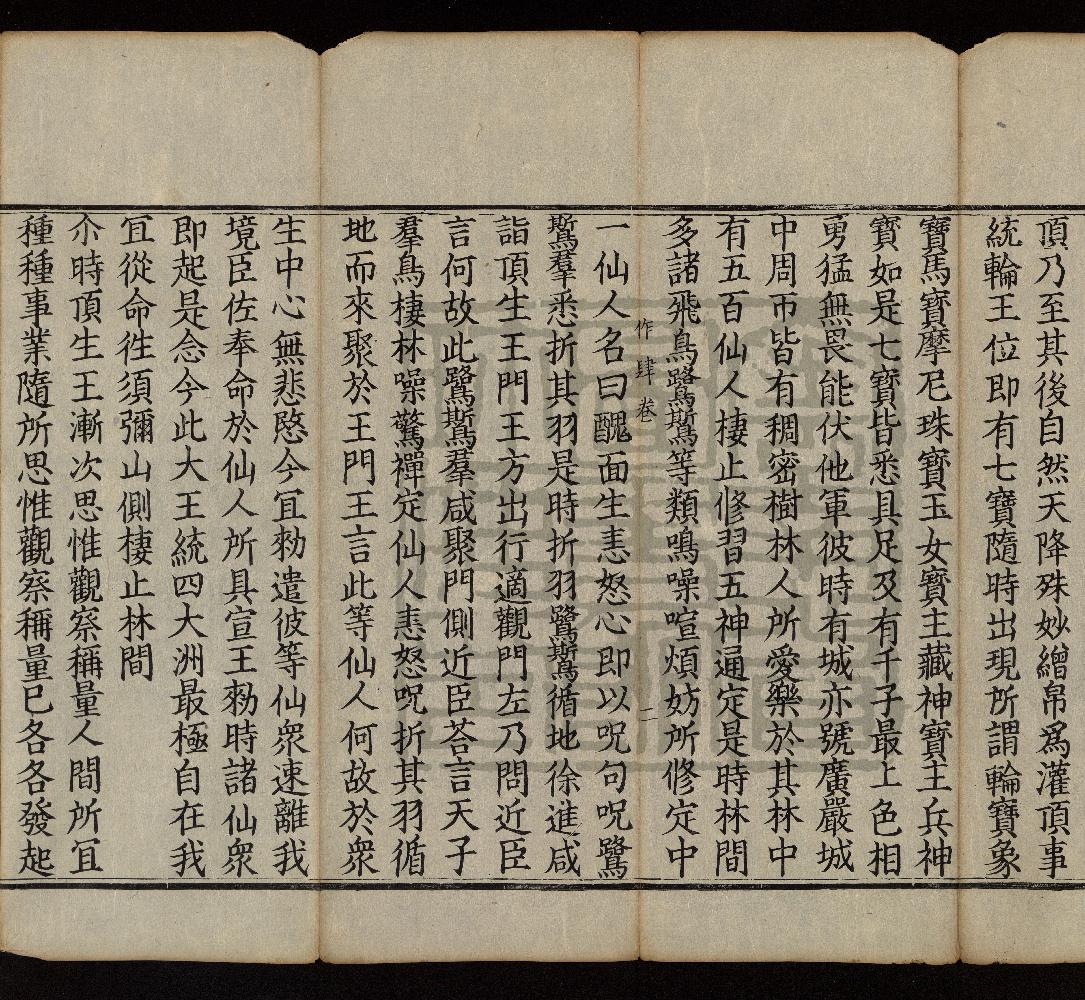 頂乃至其後自然天降殊妙繒帛爲灌頂事
統輪王位即有七寶隨時出現所謂輪寶象
寶馬寶摩尼珠寶玉女寶主藏神寶主兵神
寶如是七寶皆悉具足及有千子最上色相
勇猛無畏能伏他軍彼時有城亦號廣嚴城
中周帀皆有稠密樹林人所愛樂於其林中
有五百仙人棲止修習五神通定是時林間
多諸飛鳥鷺鷥等類鳴噪喧煩妨所修定中
作肆卷 二
一仙人名曰醜面生恚怒心即以呪句呪鷺
鷥羣悉折其羽是時折羽鷺鷥循地徐進咸
詣頂生王門王方出行適觀門左乃問近臣
言何故此鷺鷥羣咸聚門側近臣荅言天子
羣鳥棲林噪驚禪定仙人恚怒呪折其羽循
地而來聚於王門王言此等仙人何故於衆
生中心無悲愍今冝勑遣彼等仙衆速離我
境臣佐奉命於仙人所具宣王勑時諸仙衆
即起是念今此大王統四大洲最極自在我
冝從命徃須彌山側棲止林間
尒時頂生王漸次思惟觀察稱量人間所冝
種種事業隨所思惟觀察稱量已各各發起